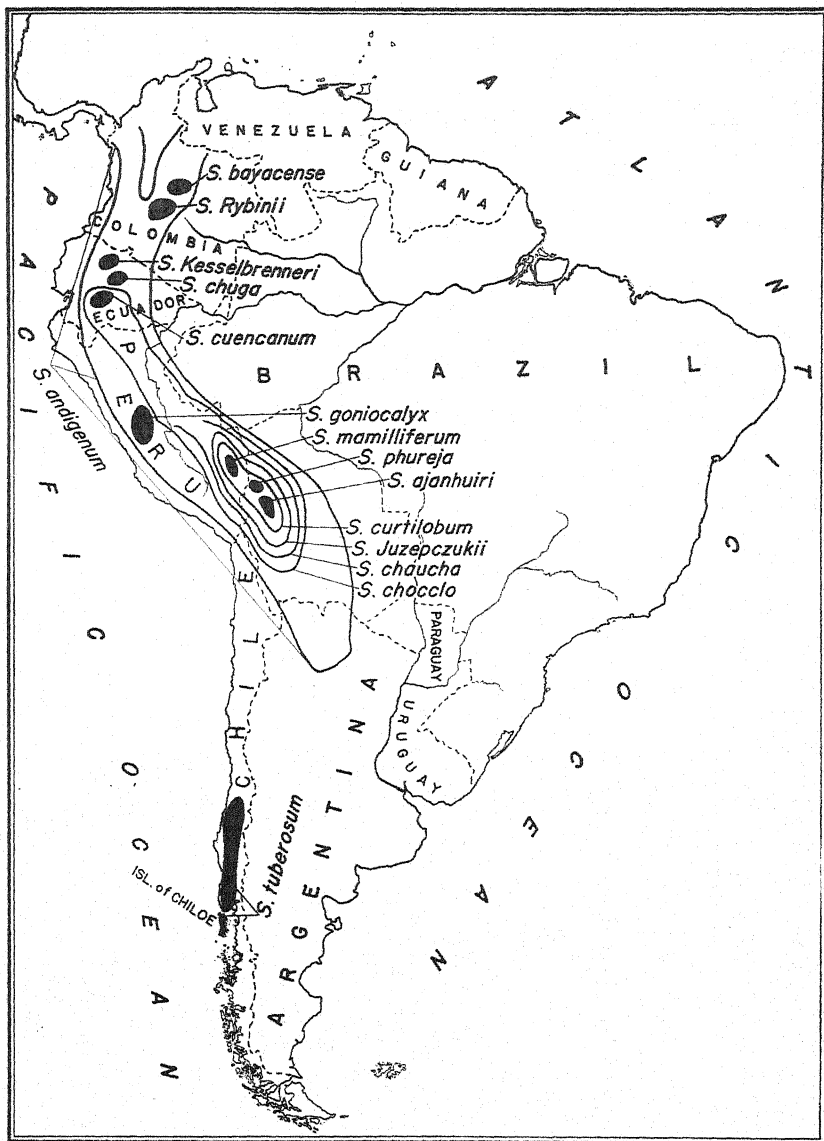 ATLANTIC OCEAN
PACIFIC OCEAN
VENEZUELA
GUIANA
S. bayacense
S. Rybinii
COLOMBIA
S. Kesselbrenneri
S. chuga
ECUADOR
S. cuencanum
PERU
BRAZIL
S. andigenum
S. goniocalyx
S. mamilliferum
S. phureja
S. ajanhuiri
S. curtilobum
S. Juzepczukii
S. chaucha
S. chocclo
CHILE
PARAGUAY
URUGUAY
ARGENTINA
S. tuberosum
ISL. of CHILOE